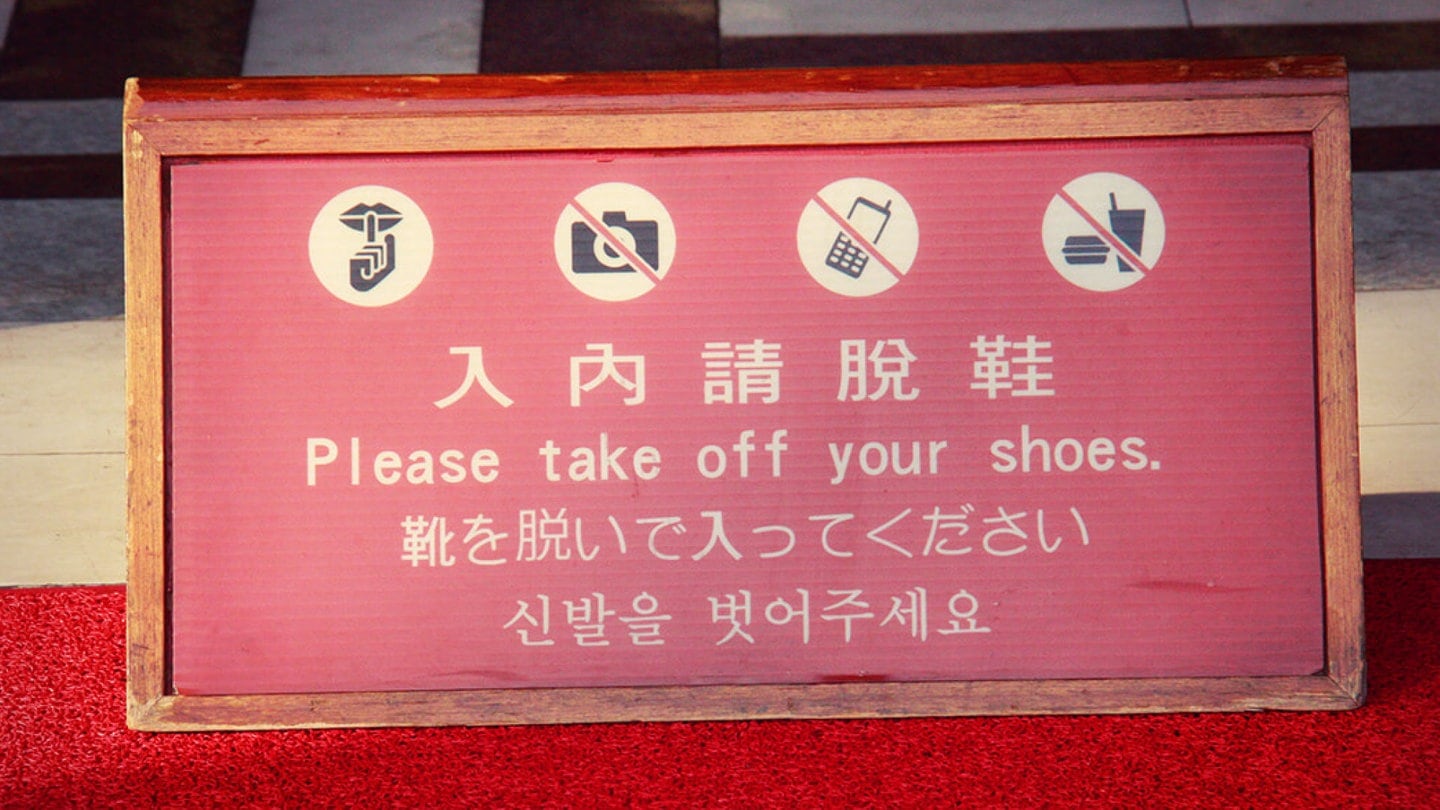 入內請脫鞋
Please take off your shoes.
靴を脱いで入ってください
신발을 벗어주세요